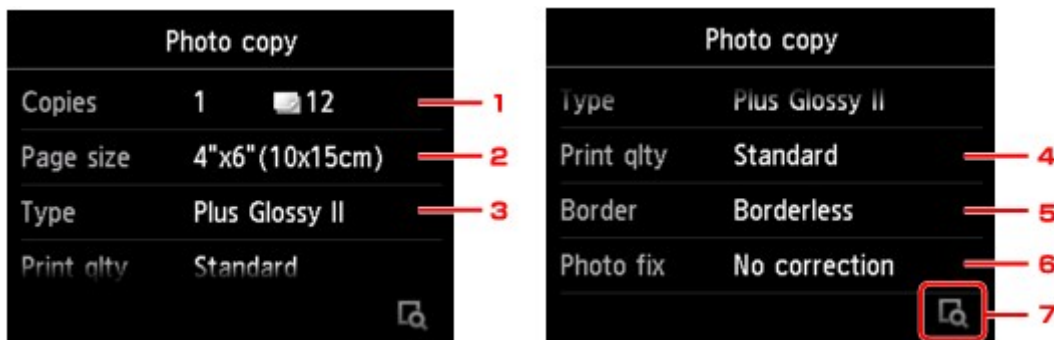 Photo copy
Copies 1 12 1
Page size 4"x6"(10x15cm) 2
Type Plus Glossy II 3
Print qlty Standard
Photo copy
Type Plus Glossy II
Print qlty Standard 4
Border Borderless 5
Photo fix No correction 6
7